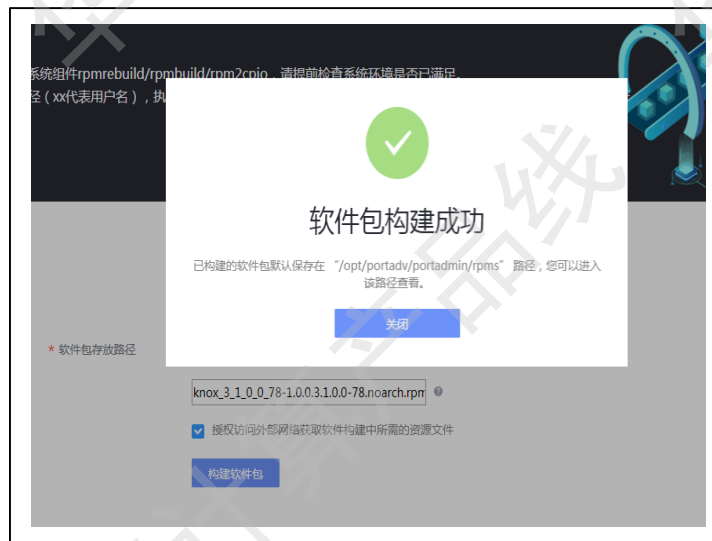 系统组件rpmrebuild/rpmbuild/rpm2cpio，请提前检查系统环境是否已满足。
径（xx代表用户名），执
软件包构建成功
已构建的软件包默认保存在 “/opt/portadv/portadmin/rpms” 路径，您可以进入
该路径查看。
关闭
* 软件包存放路径
knox_3_1_0_0_78-1.0.0.3.1.0.0-78.noarch.rpm
授权访问外部网络获取软件构建中所需的资源文件
构建软件包